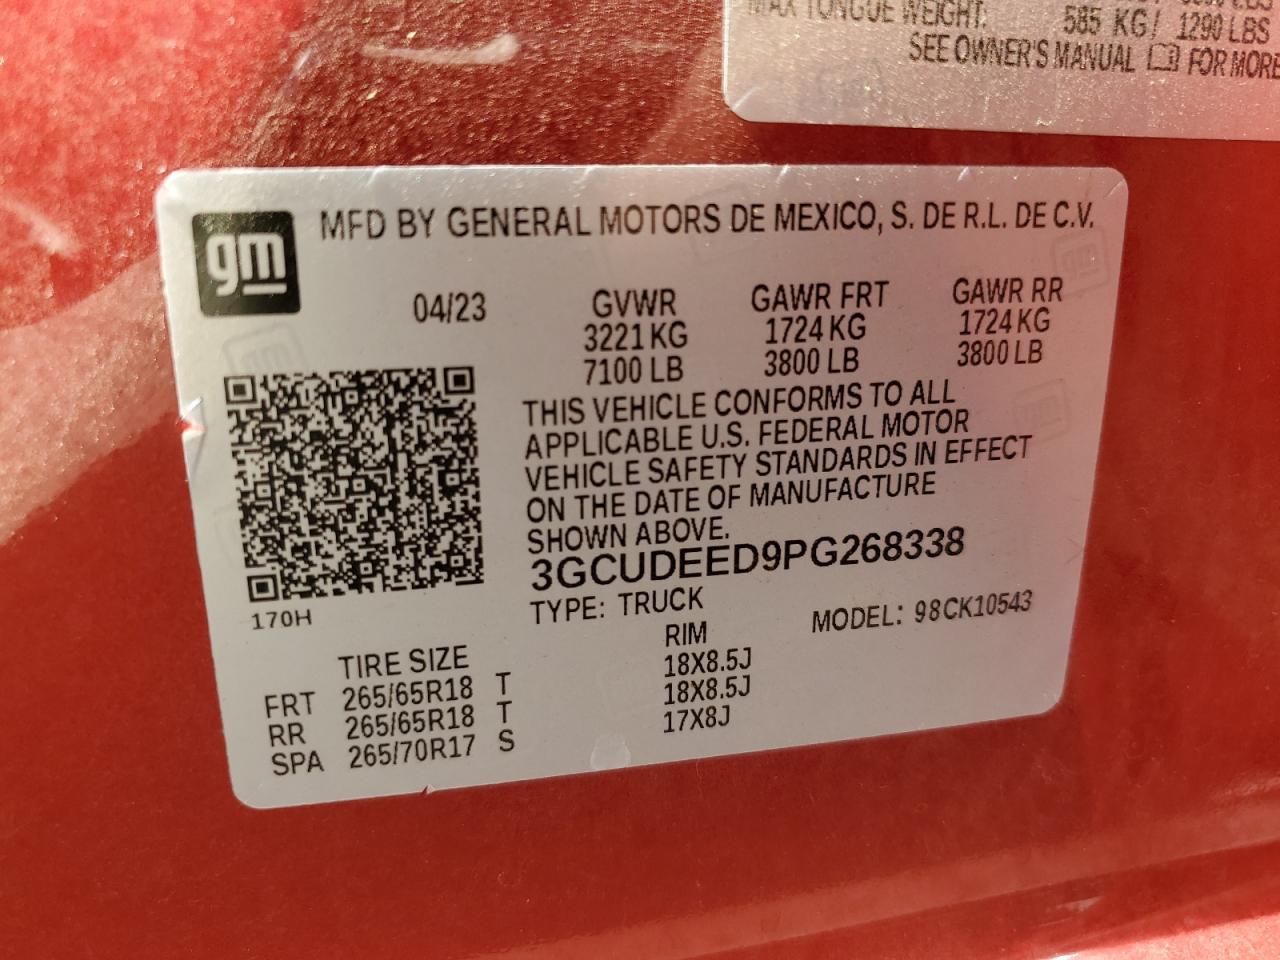 MAX TONGUE WEIGHT: 585 KG/ 1290 LBS
SEE OWNER'S MANUAL FOR MORE
gm
MFD BY GENERAL MOTORS DE MEXICO, S. DE R.L. DE C.V.
04/23 GVWR GAWR FRT GAWR RR
3221 KG 1724 KG 1724 KG
7100 LB 3800 LB 3800 LB
THIS VEHICLE CONFORMS TO ALL
APPLICABLE U.S. FEDERAL MOTOR
VEHICLE SAFETY STANDARDS IN EFFECT
ON THE DATE OF MANUFACTURE
SHOWN ABOVE.
3GCUDEED9PG268338
170H
TYPE: TRUCK MODEL: 98CK10543
TIRE SIZE RIM
FRT 265/65R18 T 18X8.5J
RR 265/65R18 T 18X8.5J
SPA 265/70R17 S 17X8J